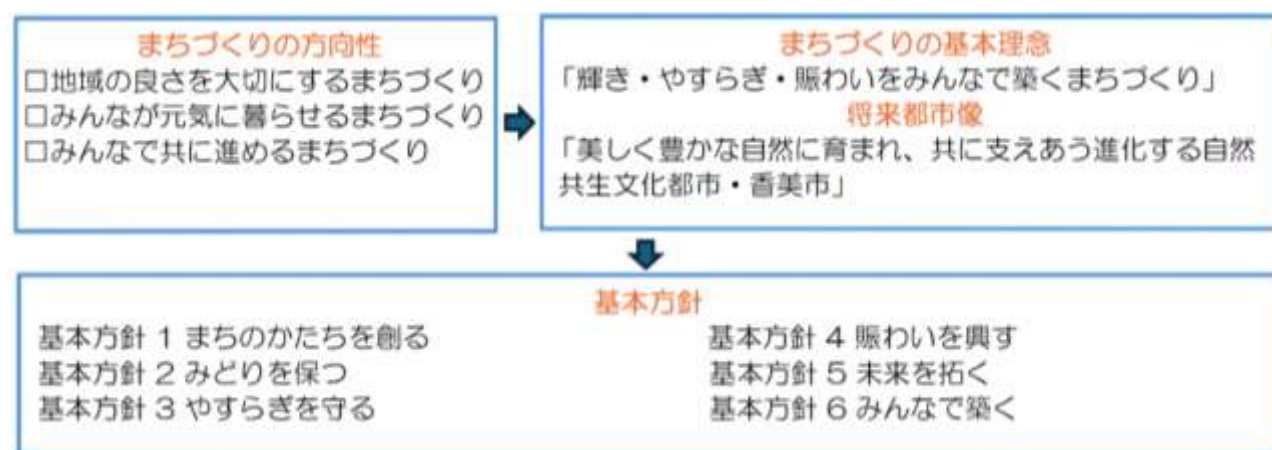 まちづくりの方向性
□地域の良さを大切にするまちづくり
□みんなが元気に暮らせるまちづくり
□みんなで共に進めるまちづくり
まちづくりの基本理念
「輝き・やすらぎ・賑わいをみんなで築くまちづくり」
将来都市像
「美しく豊かな自然に育まれ、共に支えあう進化する自然
共生文化都市・香美市」
基本方針
基本方針 1 まちのかたちを創る
基本方針 2 みどりを保つ
基本方針 3 やすらぎを守る
基本方針 4 賑わいを興す
基本方針 5 未来を拓く
基本方針 6 みんなで築く